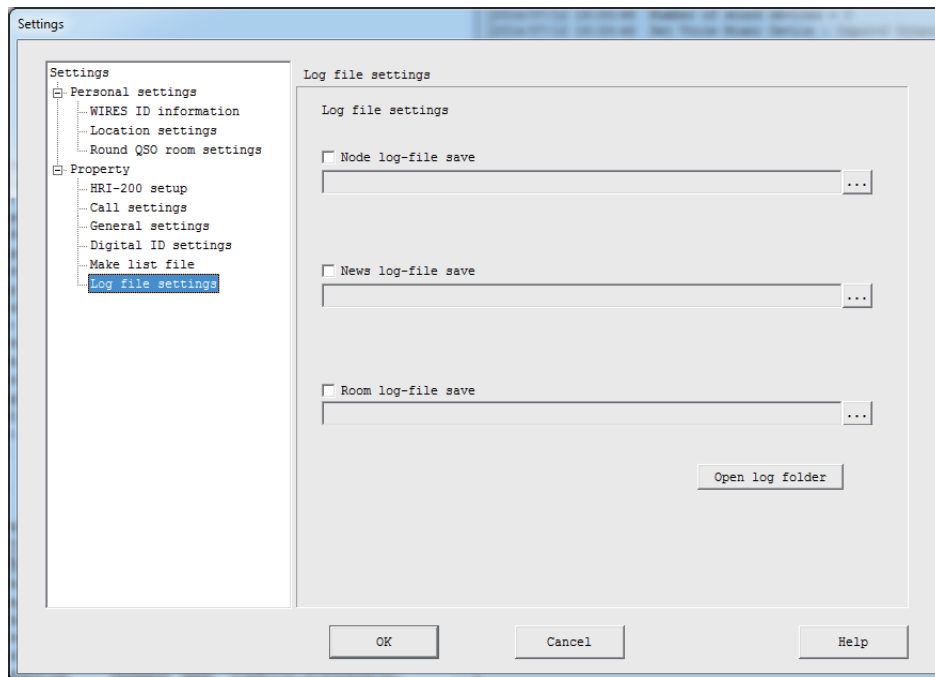 Settings
Settings
Personal settings
WIRES ID information
Location settings
Round QSO room settings
Property
HRI-200 setup
Call settings
General settings
Digital ID settings
Make list file
Log file settings
Log file settings
Log file settings
Node log-file save
...
News log-file save
...
Room log-file save
...
Open log folder
OK Cancel Help